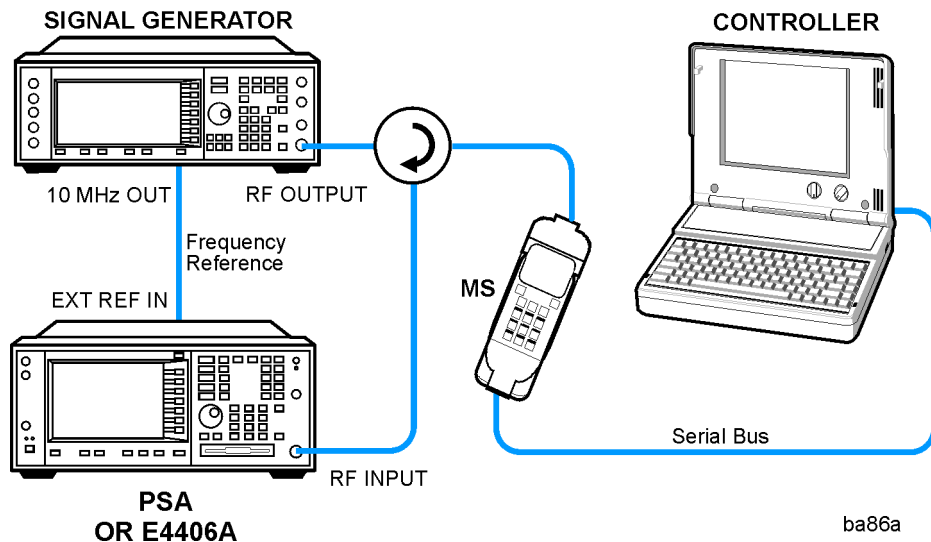 SIGNAL GENERATOR
CONTROLLER
10 MHz OUT
RF OUTPUT
Frequency
Reference
EXT REF IN
MS
Serial Bus
RF INPUT
PSA
OR E4406A
ba86a